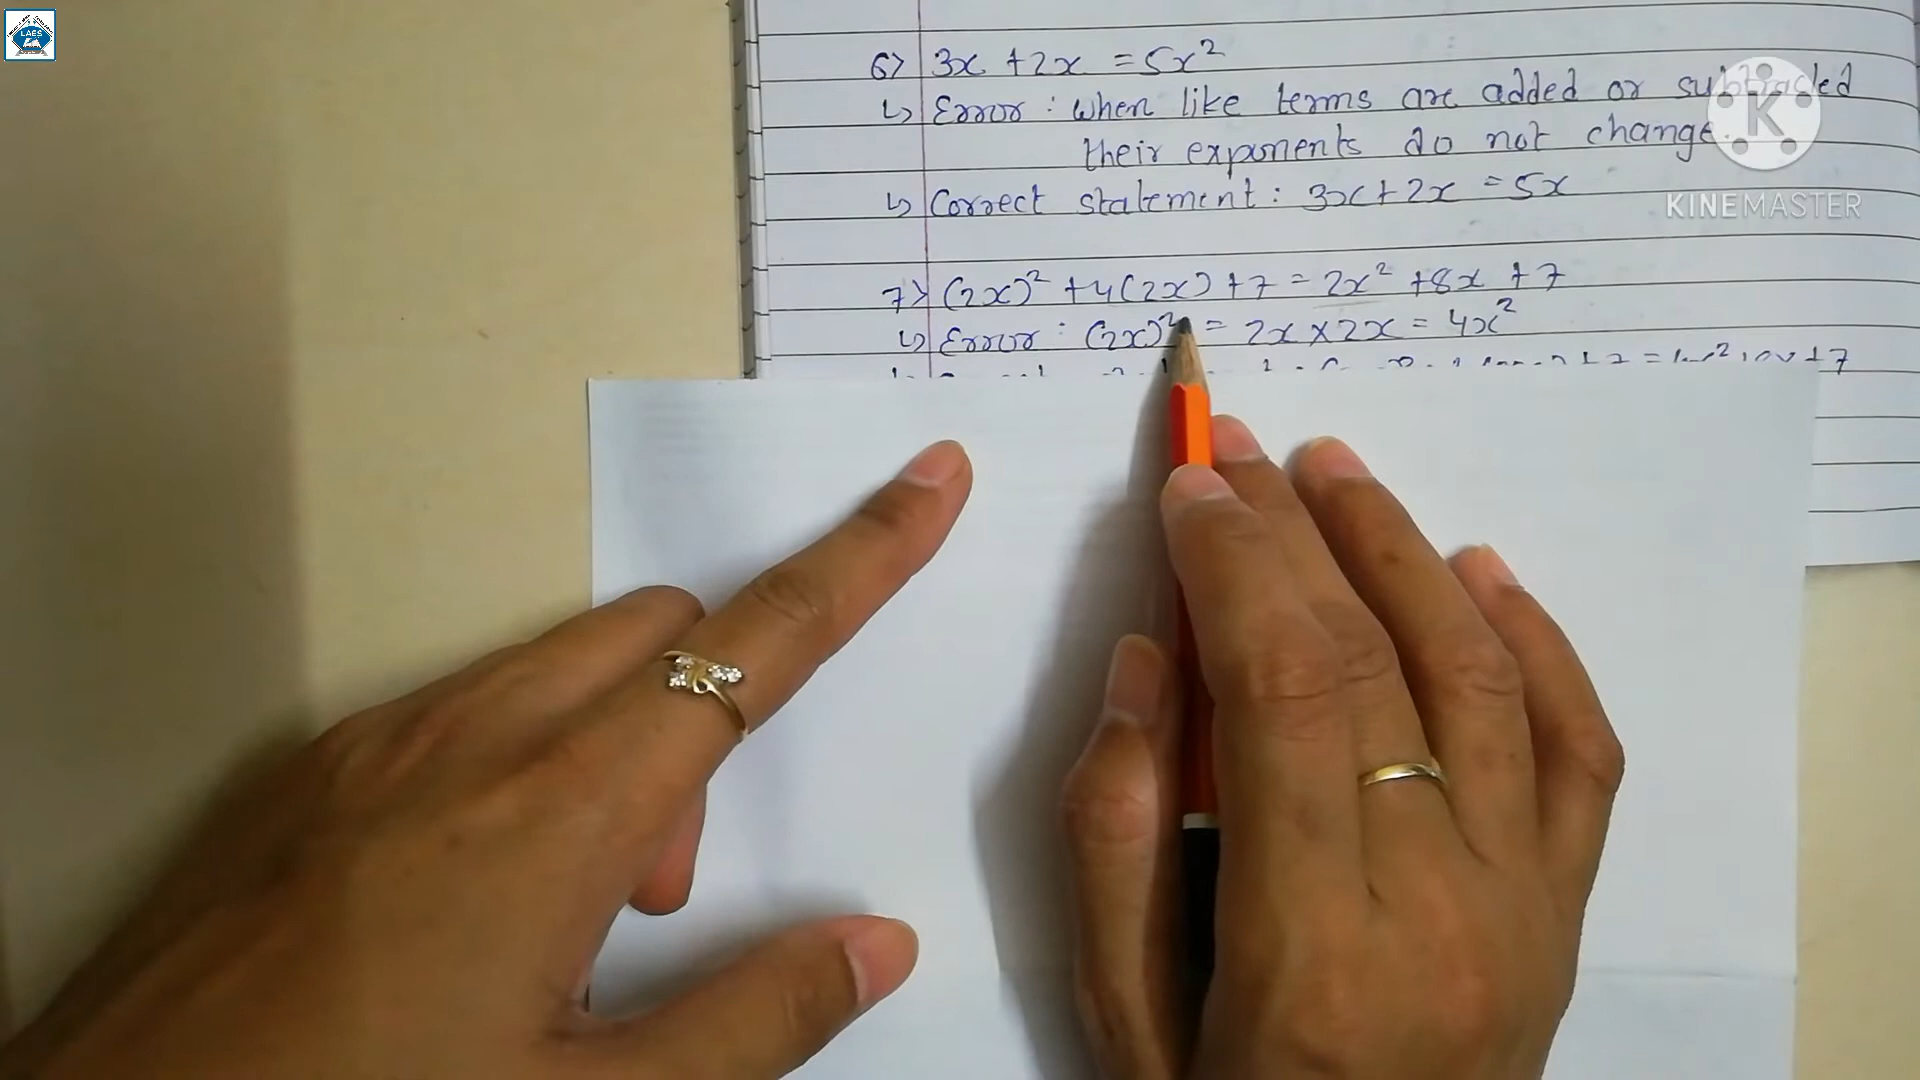 LAES
6> 3x + 2x = 5x²
↳ Error : When like terms are added or subtracted
their exponents do not change.
↳ Correct statement : 3x + 2x = 5x
7> (2x)² + 4(2x) + 7 = 2x² + 8x + 7
↳ Error : (2x)² = 2x × 2x = 4x²
K
KINEMASTER